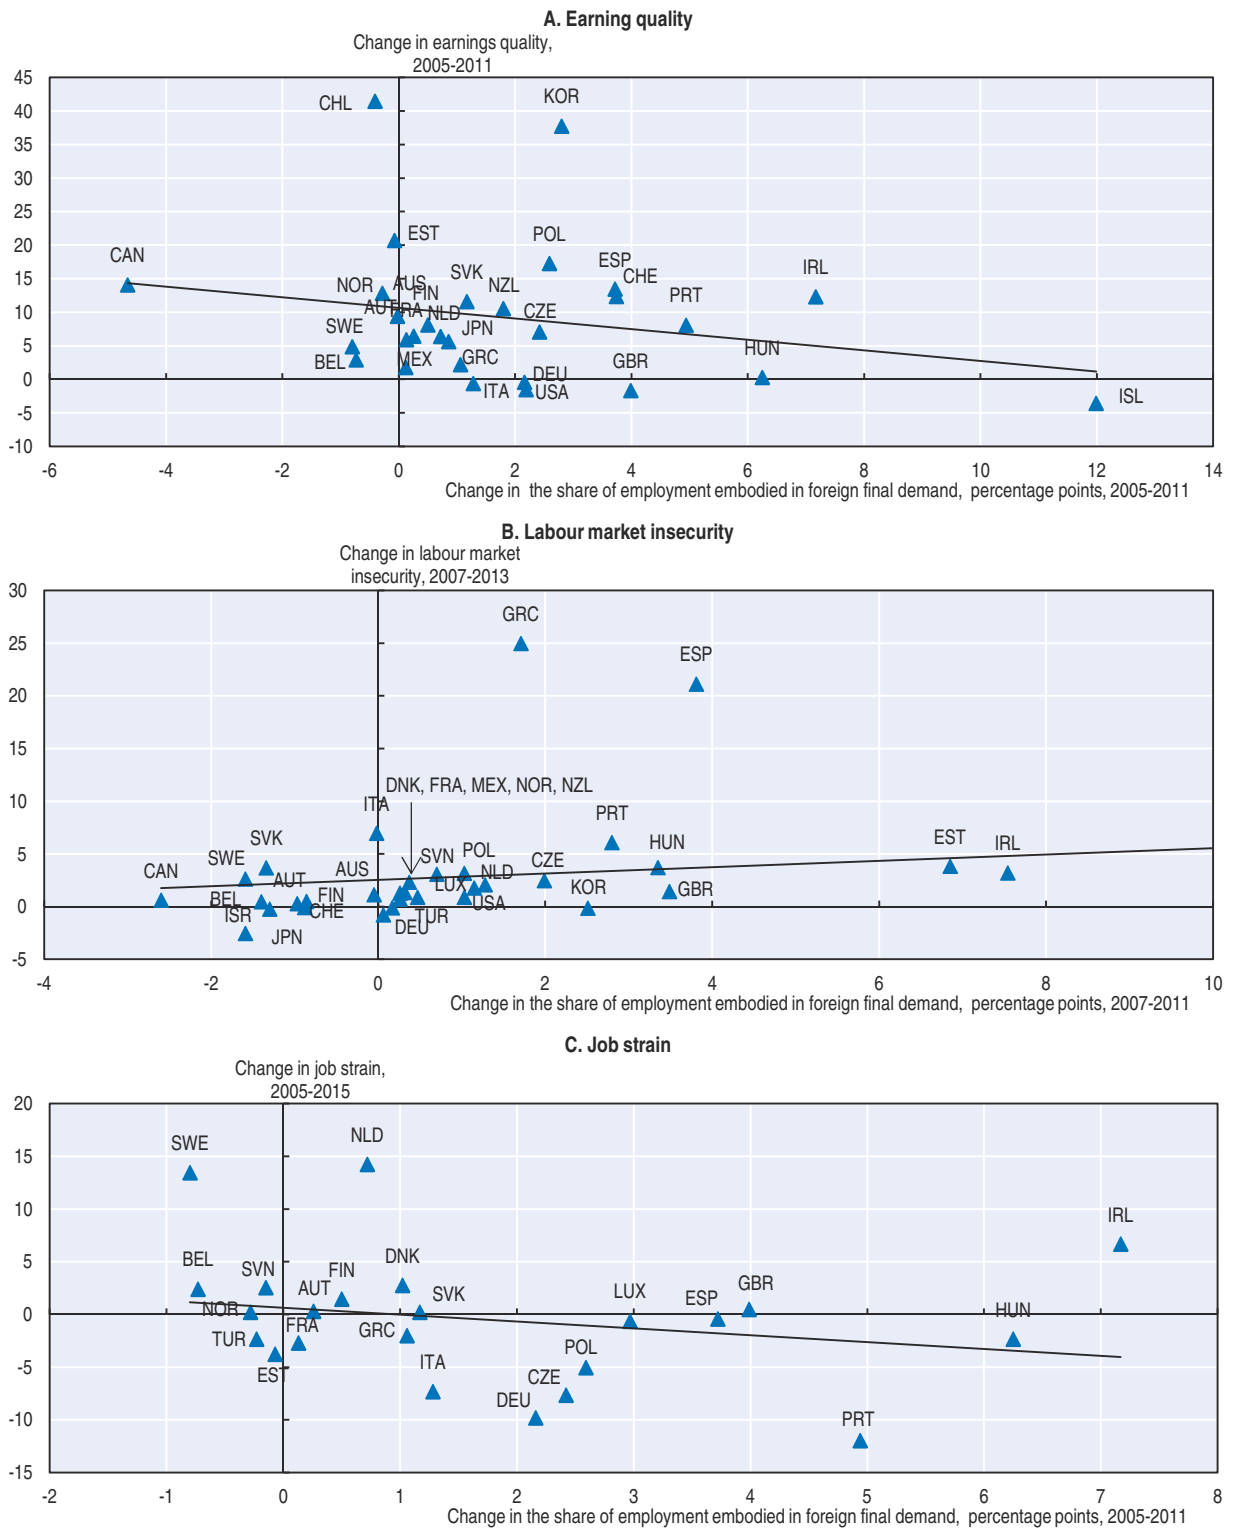 A. Earning quality
Change in earnings quality,
2005-2011
45
40
35
30
25
20
15
10
5
0
-5
-10
CHL
KOR
EST
POL
CAN
ESP
CHE
IRL
SVK
NZL
NOR
AUS
FIN
PRT
AUT
FRA
NLD
CZE
SWE
JPN
BEL
MEX
GRC
GBR
HUN
ITA
DEU
USA
ISL
-6
-4
-2
0
2
4
6
8
10
12
14
Change in the share of employment embodied in foreign final demand, percentage points, 2005-2011
B. Labour market insecurity
Change in labour market
insecurity, 2007-2013
30
25
20
15
10
5
0
-5
GRC
ESP
DNK, FRA, MEX, NOR, NZL
ITA
PRT
SVK
HUN
EST
IRL
SWE
CAN
AUS
SVN
POL
CZE
AUT
NLD
LUX
KOR
GBR
BEL
FIN
USA
ISR
CHE
TUR
DEU
JPN
-4
-2
0
2
4
6
8
10
Change in the share of employment embodied in foreign final demand, percentage points, 2007-2011
C. Job strain
Change in job strain,
2005-2015
20
15
10
5
0
-5
-10
-15
SWE
NLD
IRL
BEL
SVN
FIN
DNK
AUT
SVK
LUX
ESP
GBR
NOR
HUN
TUR
FRA
GRC
EST
ITA
POL
CZE
DEU
PRT
-2
-1
0
1
2
3
4
5
6
7
8
Change in the share of employment embodied in foreign final demand, percentage points, 2005-2011